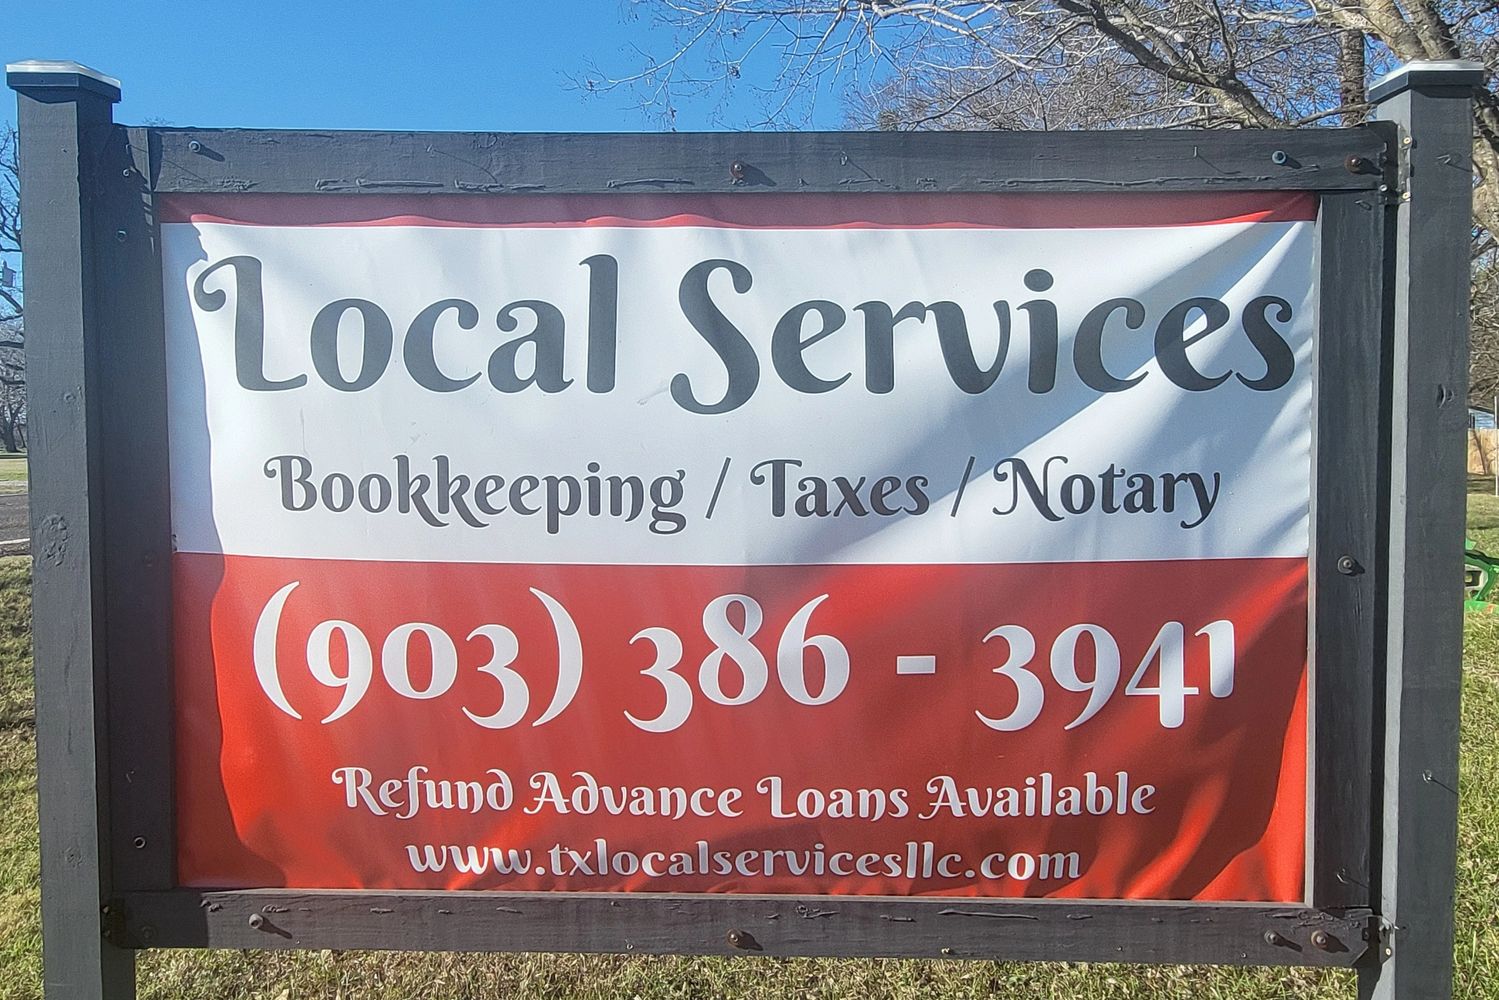 Local Services
Bookkeeping / Taxes / Notary
(903) 386 - 3941
Refund Advance Loans Available
www.txlocalservicesllc.com